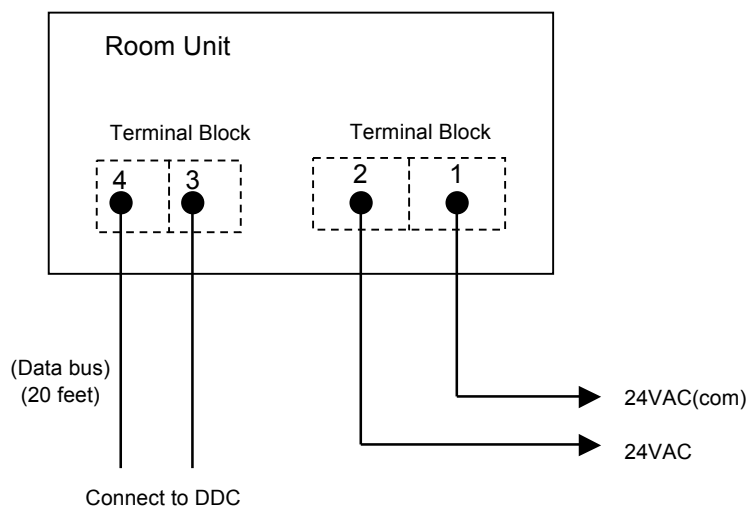 Room Unit
Terminal Block
Terminal Block
4
3
2
1
(Data bus)
(20 feet)
24VAC(com)
24VAC
Connect to DDC